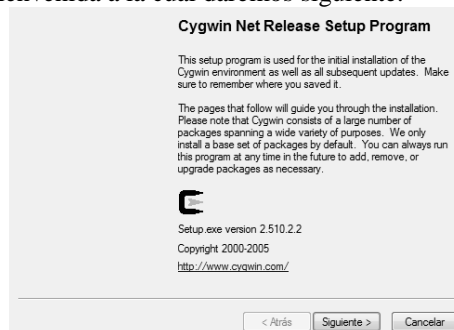 envenida a la cual daremos siguiente.
Cygwin Net Release Setup Program
This setup program is used for the initial installation of the
Cygwin environment as well as all subsequent updates. Make
sure to remember where you saved it.
The pages that follow will guide you through the installation.
Please note that Cygwin consists of a large number of
packages spanning a wide variety of purposes. We only
install a base set of packages by default. You can always run
this program at any time in the future to add, remove, or
upgrade packages as necessary.
Setup.exe version 2.510.2.2
Copyright 2000-2005
http://www.cygwin.com/
< Atrás Siguiente > Cancelar